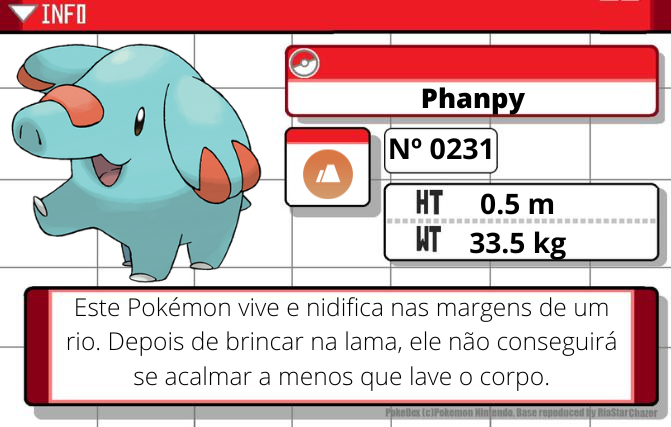 INFO
Phanpy
Nº 0231
HT 0.5 m
WT 33.5 kg
Este Pokémon vive e nidifica nas margens de um
rio. Depois de brincar na lama, ele não conseguirá
se acalmar a menos que lave o corpo.
PokeDex (c)Pokemon Nintendo. Base reproduced by RiaStarChazer